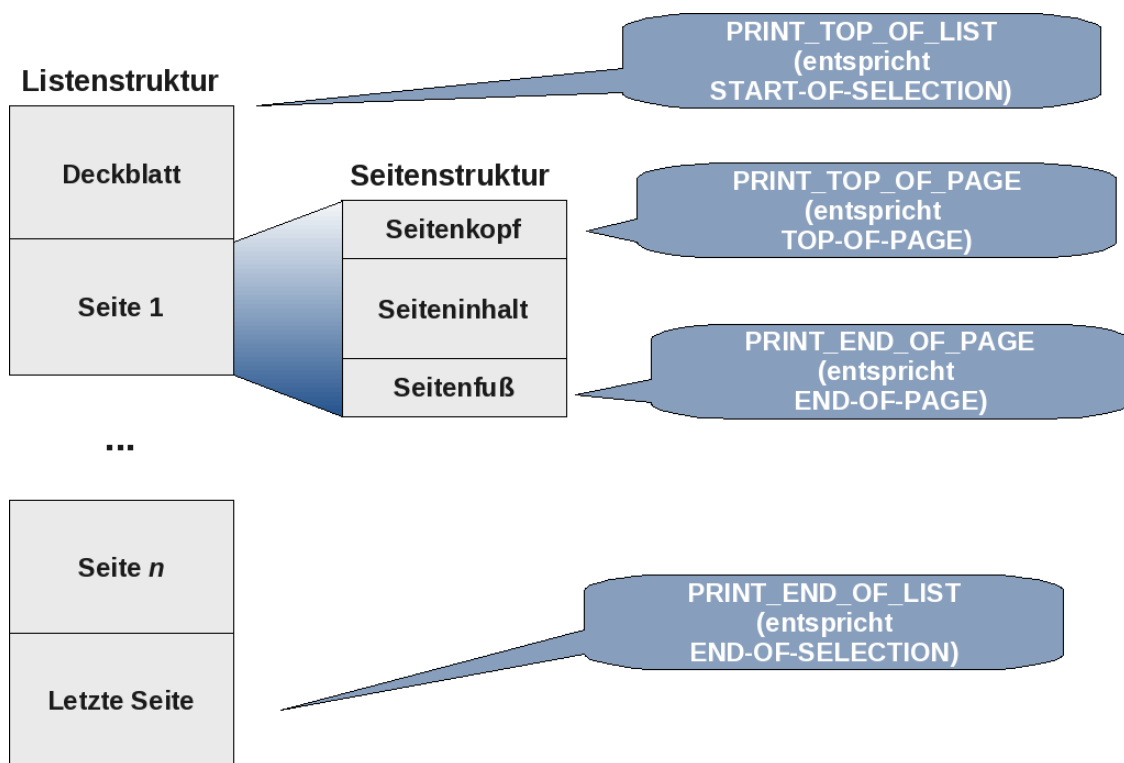 Listenstruktur
Deckblatt
Seite 1
...
Seite n
Letzte Seite
Seitenstruktur
Seitenkopf
Seiteninhalt
Seitenfuß
PRINT_TOP_OF_LIST
(entspricht
START-OF-SELECTION)
PRINT_TOP_OF_PAGE
(entspricht
TOP-OF-PAGE)
PRINT_END_OF_PAGE
(entspricht
END-OF-PAGE)
PRINT_END_OF_LIST
(entspricht
END-OF-SELECTION)